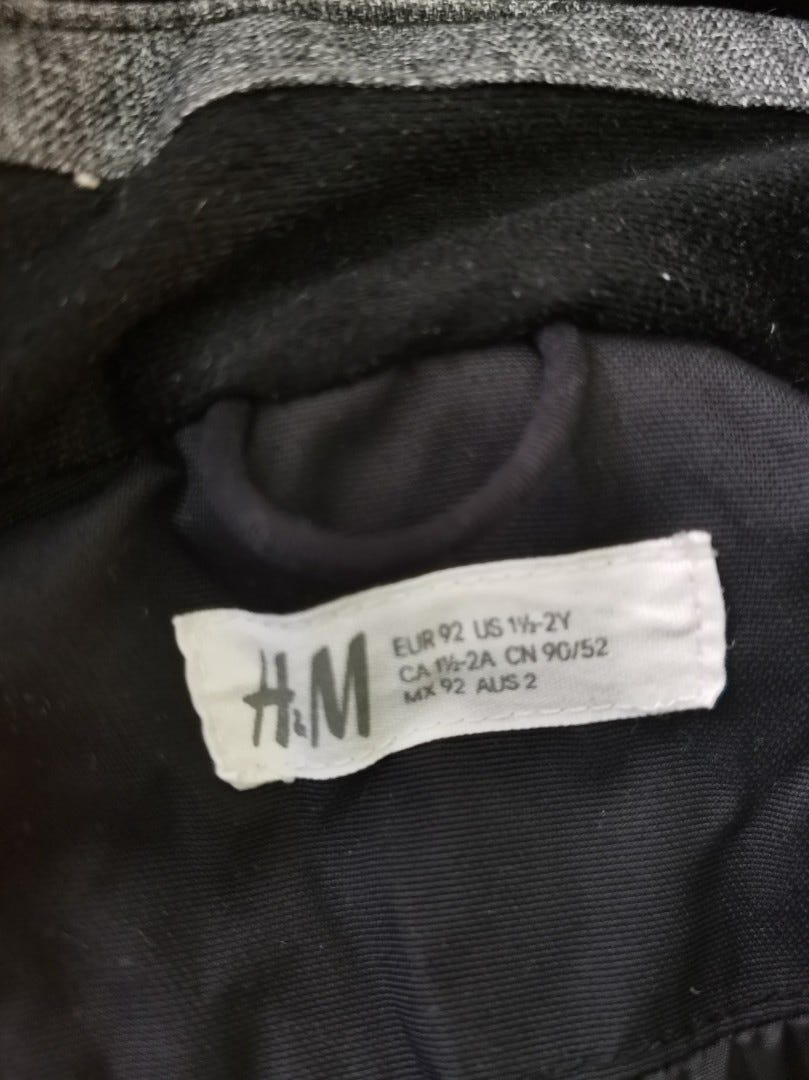 H&M
EUR 92 US 1½-2Y
CA 1½-2A CN 90/52
MX 92 AUS 2